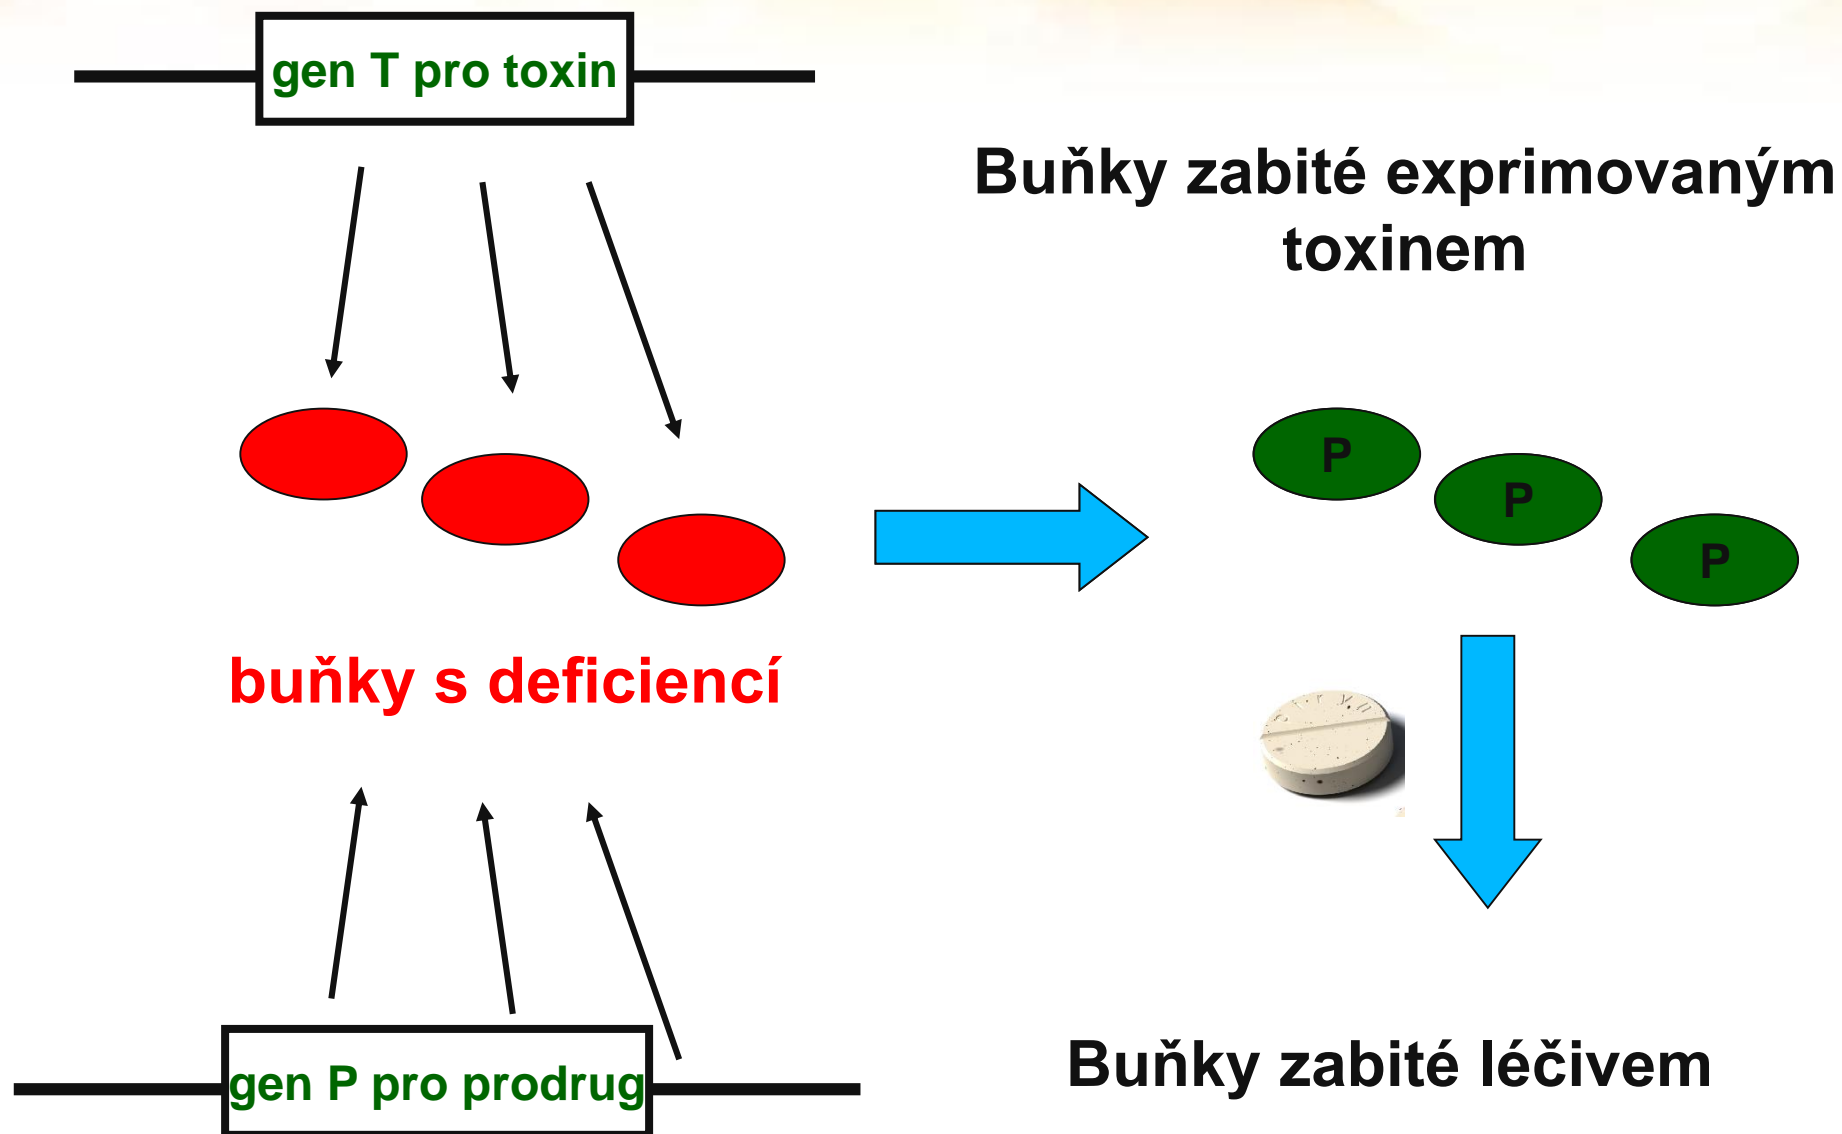 gen T pro toxin
Buňky zabité exprimovaným
toxinem
P
P
P
buňky s deficiencí
gen P pro prodrug
Buňky zabité léčivem